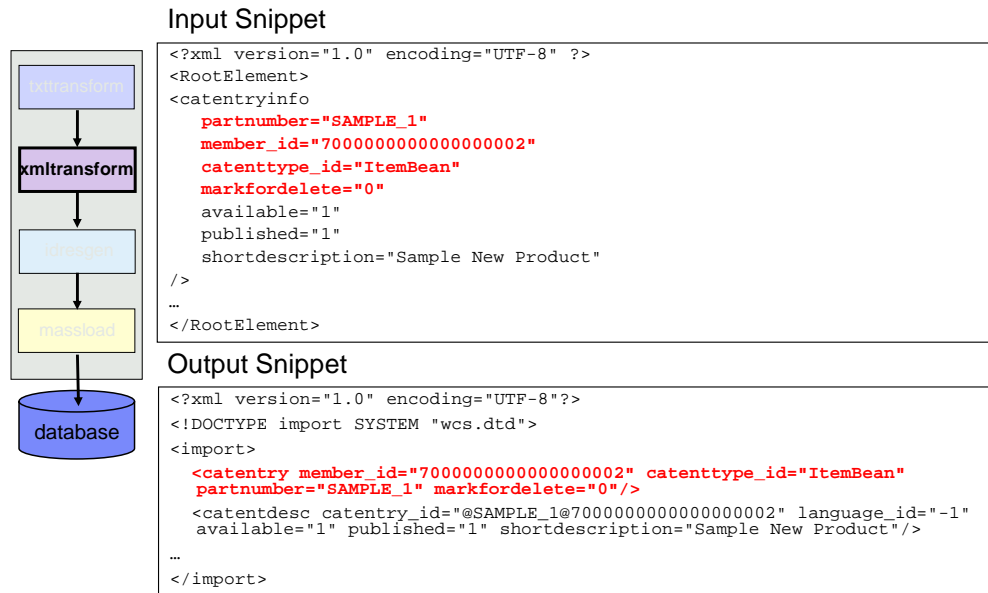 Input Snippet
<?xml version="1.0" encoding="UTF-8" ?>
<RootElement>
<catentryinfo
partnumber="SAMPLE_1"
member_id="7000000000000000002"
catenttype_id="ItemBean"
markfordelete="0"
available="1"
published="1"
shortdescription="Sample New Product"
/>
…
</RootElement>
txttransform
xmltransform
idresgen
massload
database
Output Snippet
<?xml version="1.0" encoding="UTF-8"?>
<!DOCTYPE import SYSTEM "wcs.dtd">
<import>
<catentry member_id="7000000000000000002" catenttype_id="ItemBean"
partnumber="SAMPLE_1" markfordelete="0"/>
<catentdesc catentry_id="@SAMPLE_1@7000000000000000002" language_id="-1"
available="1" published="1" shortdescription="Sample New Product"/>
…
</import>